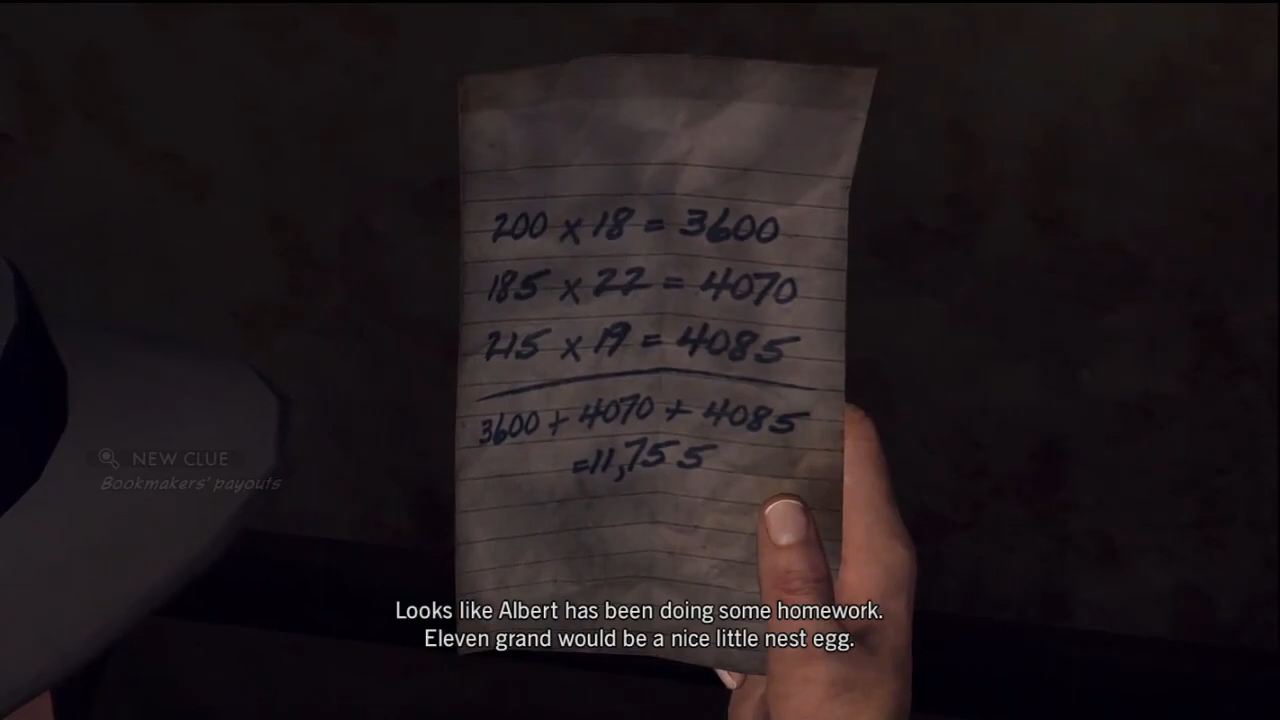 200 x 18 = 3600
185 x 22 = 4070
215 x 19 = 4085
3600 + 4070 + 4085
=11,755
NEW CLUE
Bookmakers' payouts
Looks like Albert has been doing some homework.
Eleven grand would be a nice little nest egg.